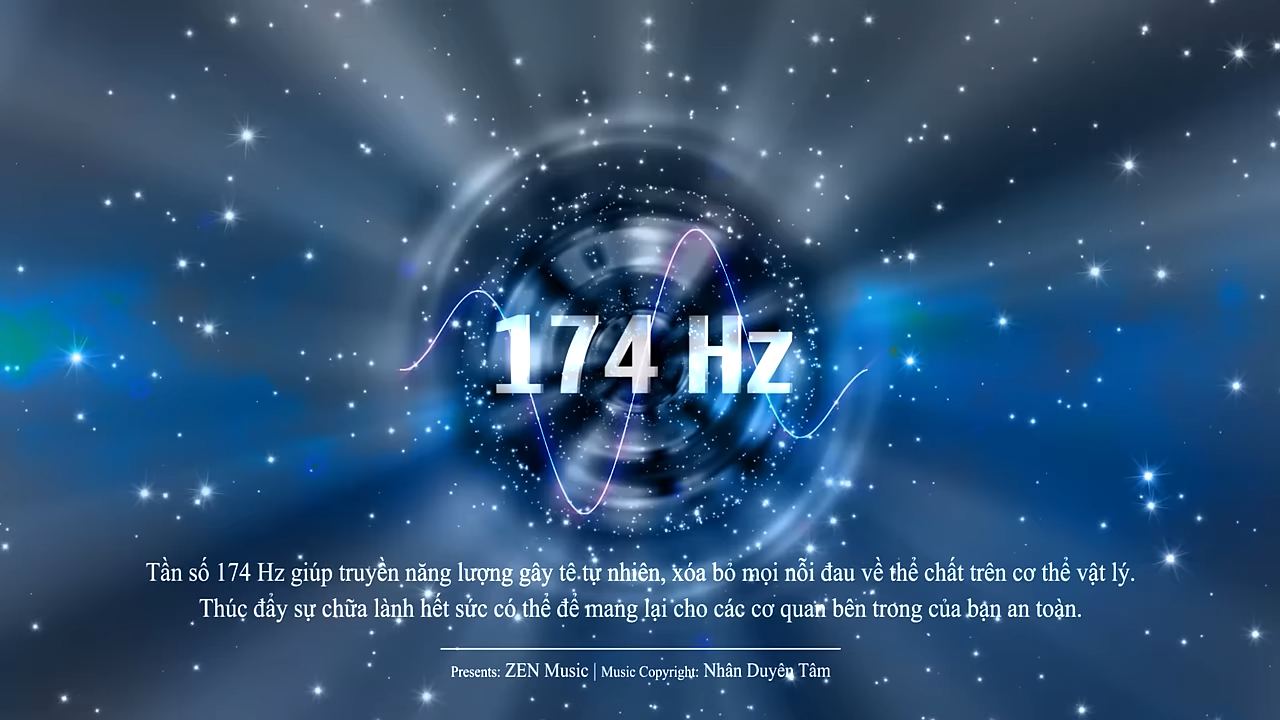 174 Hz
Tần số 174 Hz giúp truyền năng lượng gây tê tự nhiên, xóa bỏ mọi nỗi đau về thể chất trên cơ thể vật lý.
Thúc đẩy sự chữa lành hết sức có thể để mang lại cho các cơ quan bên trong của bạn an toàn.
Presents: ZEN Music | Music Copyright: Nhân Duyên Tâm